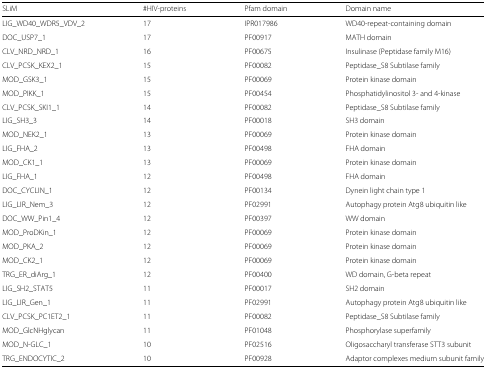 SLiM #HIV-proteins Pfam domain Domain name
LIG_WD40_WDR5_VDV_2 17 IPR017986 WD40-repeat-containing domain
DOC_USP7_1 17 PF00917 MATH domain
CLV_NRD_NRD_1 16 PF00675 Insulinase (Peptidase family M16)
CLV_PCSK_KEX2_1 15 PF00082 Peptidase_S8 Subtilase family
MOD_GSK3_1 15 PF00069 Protein kinase domain
MOD_PIKK_1 15 PF00454 Phosphatidylinositol 3- and 4-kinase
CLV_PCSK_SKI1_1 14 PF00082 Peptidase_S8 Subtilase family
LIG_SH3_3 14 PF00018 SH3 domain
MOD_NEK2_1 13 PF00069 Protein kinase domain
LIG_FHA_2 13 PF00498 FHA domain
MOD_CK1_1 13 PF00069 Protein kinase domain
LIG_FHA_1 12 PF00498 FHA domain
DOC_CYCLIN_1 12 PF00134 Dynein light chain type 1
LIG_LIR_Nem_3 12 PF02991 Autophagy protein Atg8 ubiquitin like
DOC_WW_Pin1_4 12 PF00397 WW domain
MOD_ProDKin_1 12 PF00069 Protein kinase domain
MOD_PKA_2 12 PF00069 Protein kinase domain
MOD_CK2_1 12 PF00069 Protein kinase domain
TRG_ER_diArg_1 12 PF00400 WD domain, G-beta repeat
LIG_SH2_STAT5 11 PF00017 SH2 domain
LIG_LIR_Gen_1 11 PF02991 Autophagy protein Atg8 ubiquitin like
CLV_PCSK_PC1ET2_1 11 PF00082 Peptidase_S8 Subtilase family
MOD_GlcNHglycan 11 PF01048 Phosphorylase superfamily
MOD_N-GLC_1 10 PF02516 Oligosaccharyl transferase STT3 subunit
TRG_ENDOCYTIC_2 10 PF00928 Adaptor complexes medium subunit family